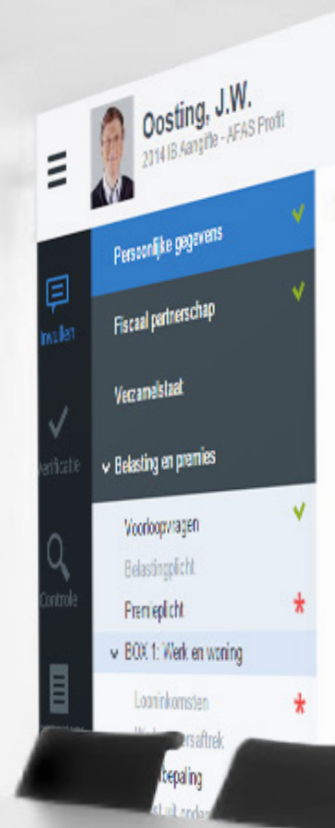 Oosting, J.W.
2014 IB Aangifte - AFAS Profit
Persoonlijke gegevens
Invullen
Fiscaal partnerschap
Verzamelstaat
Verificatie
Belasting en premies
Voorloopvragen
Belastingplicht
Controle
Premieplicht
BOX 1: Werk en woning
Looninkomsten